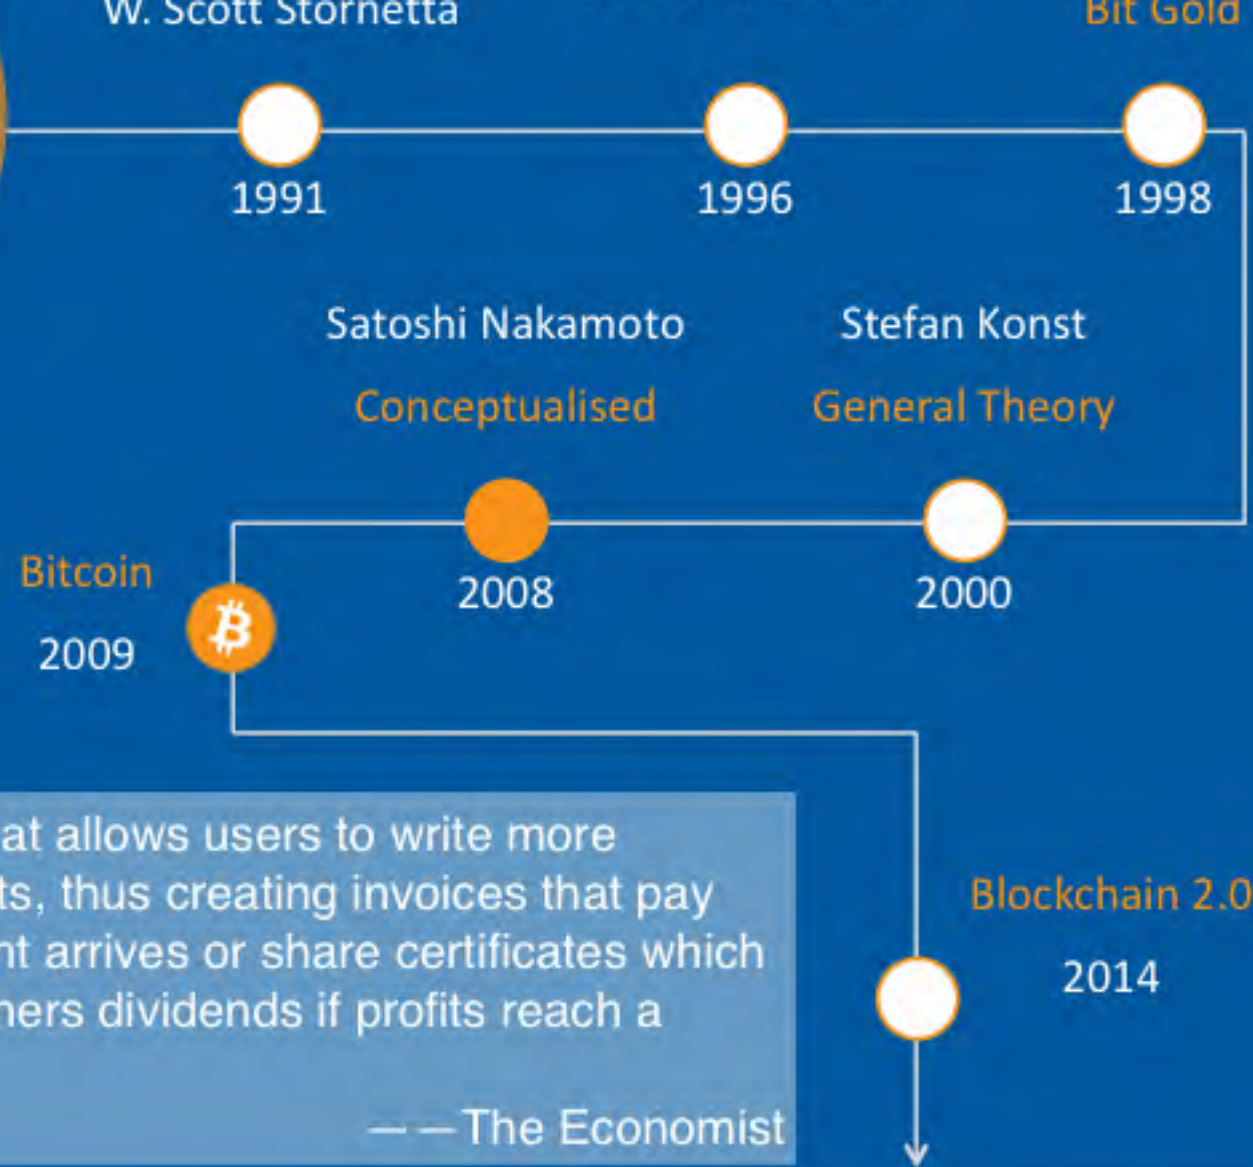 W. Scott Stornetta
Bit Gold
1991
1996
1998
Satoshi Nakamoto
Stefan Konst
Conceptualised
General Theory
2008
2000
Bitcoin
2009
at allows users to write more
ts, thus creating invoices that pay
nt arrives or share certificates which
ners dividends if profits reach a
— —The Economist
Blockchain 2.0
2014